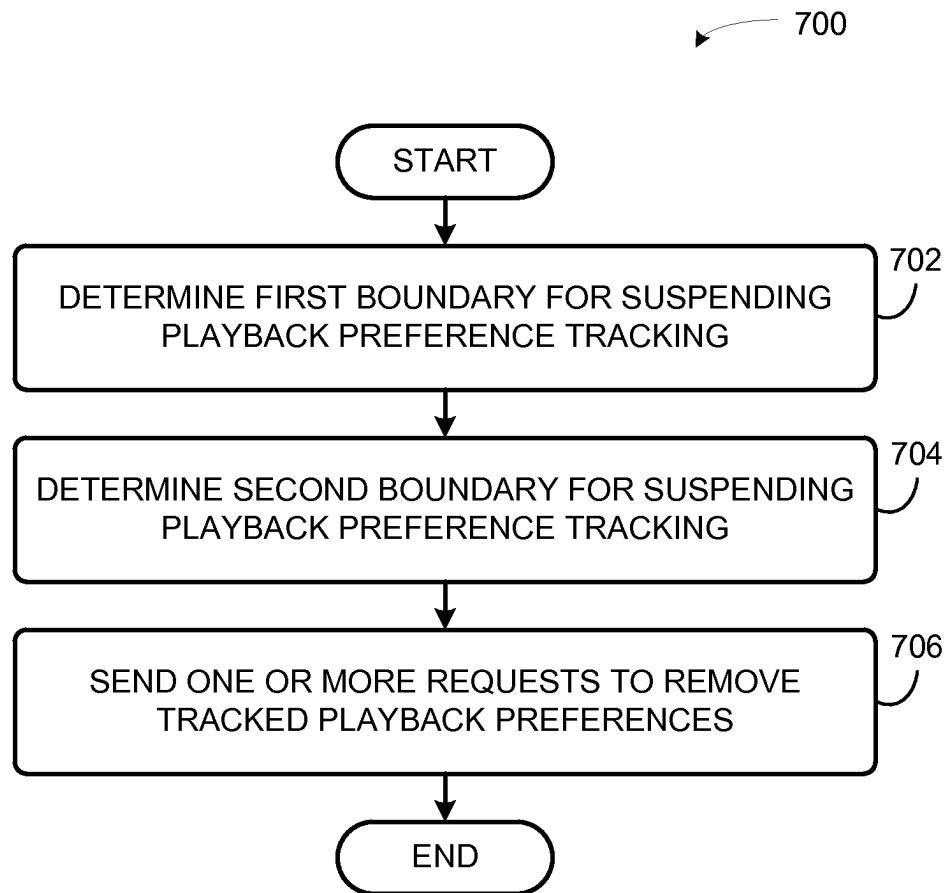 700
START
702
DETERMINE FIRST BOUNDARY FOR SUSPENDING
PLAYBACK PREFERENCE TRACKING
704
DETERMINE SECOND BOUNDARY FOR SUSPENDING
PLAYBACK PREFERENCE TRACKING
706
SEND ONE OR MORE REQUESTS TO REMOVE
TRACKED PLAYBACK PREFERENCES
END